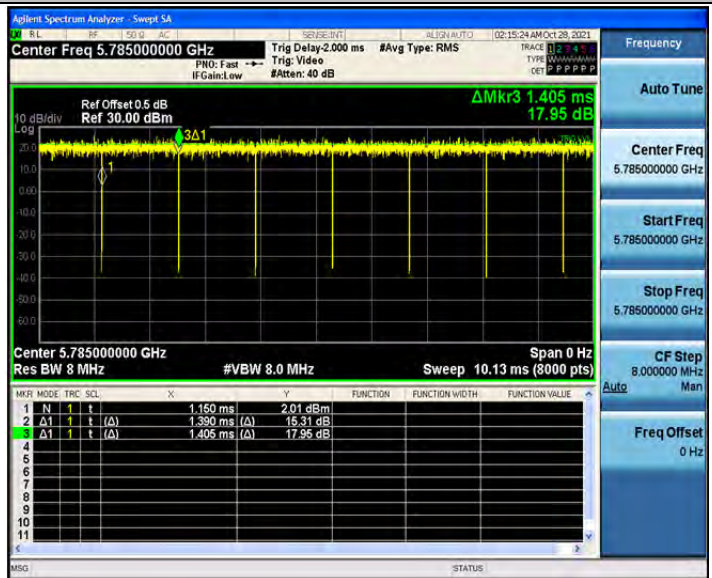 Agilent Spectrum Analyzer - Swept SA
RL RF 50 Ω AC SENSE:INT ALIGN AUTO 02:15:24 AM Oct 28, 2021
Center Freq 5.785000000 GHz
PNO: Fast
IFGain:Low
Trig Delay-2.000 ms
Trig: Video
#Atten: 40 dB
#Avg Type: RMS
TRACE 1 2 3 4 5 6
TYPE
DET P P P P P P
Ref Offset 0.5 dB
10 dB/div Ref 30.00 dBm
Log
ΔMkr3 1.405 ms
17.95 dB
3Δ1
1
20.0
10.0
0.00
-10.0
-20.0
-30.0
-40.0
-60.0
Center 5.785000000 GHz Span 0 Hz
Res BW 8 MHz #VBW 8.0 MHz Sweep 10.13 ms (8000 pts)
MKR MODE TRC SCL X Y FUNCTION FUNCTION WIDTH FUNCTION VALUE
1 N 1 t 1.150 ms 2.01 dBm
2 Δ1 1 t (Δ) 1.390 ms (Δ) 15.31 dB
3 Δ1 1 t (Δ) 1.405 ms (Δ) 17.95 dB
4
5
6
7
8
9
10
11
MSG STATUS
Frequency
Auto Tune
Center Freq
5.785000000 GHz
Start Freq
5.785000000 GHz
Stop Freq
5.785000000 GHz
CF Step
8.000000 MHz
Auto Man
Freq Offset
0 Hz